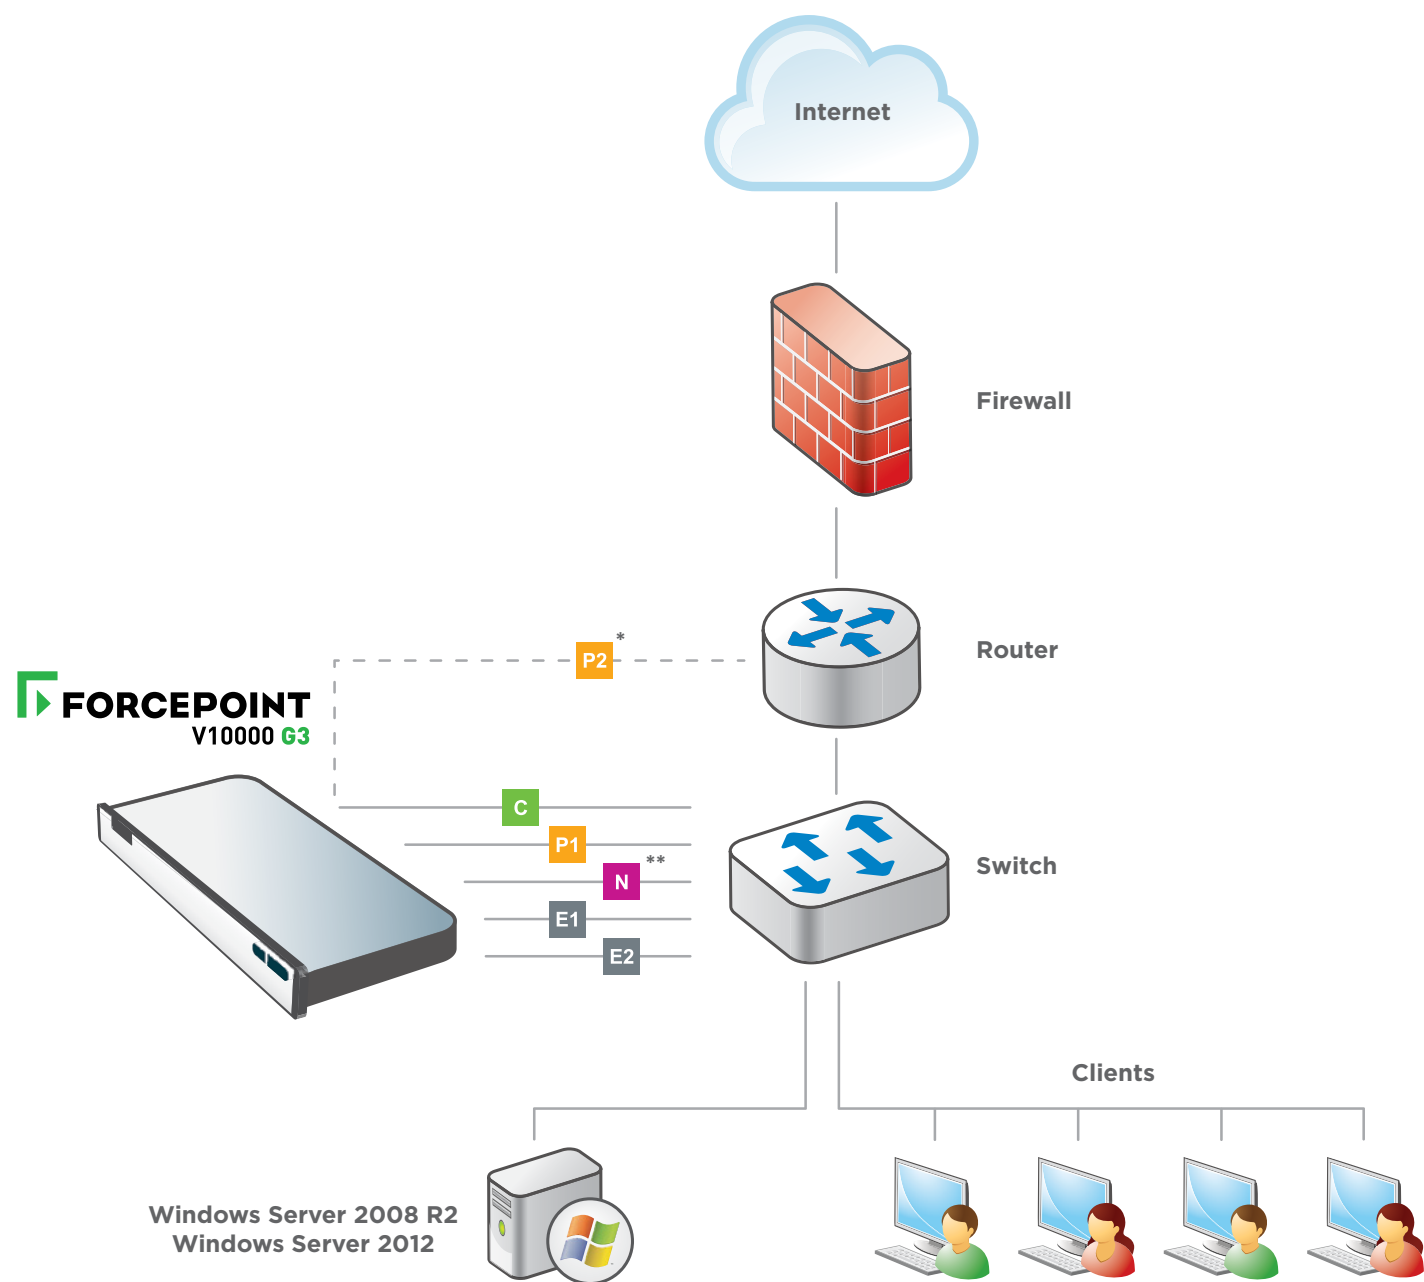 Internet
Firewall
Router
P2 *
FORCEPOINT
V10000 G3
C
P1
N **
E1
E2
Switch
Clients
Windows Server 2008 R2
Windows Server 2012